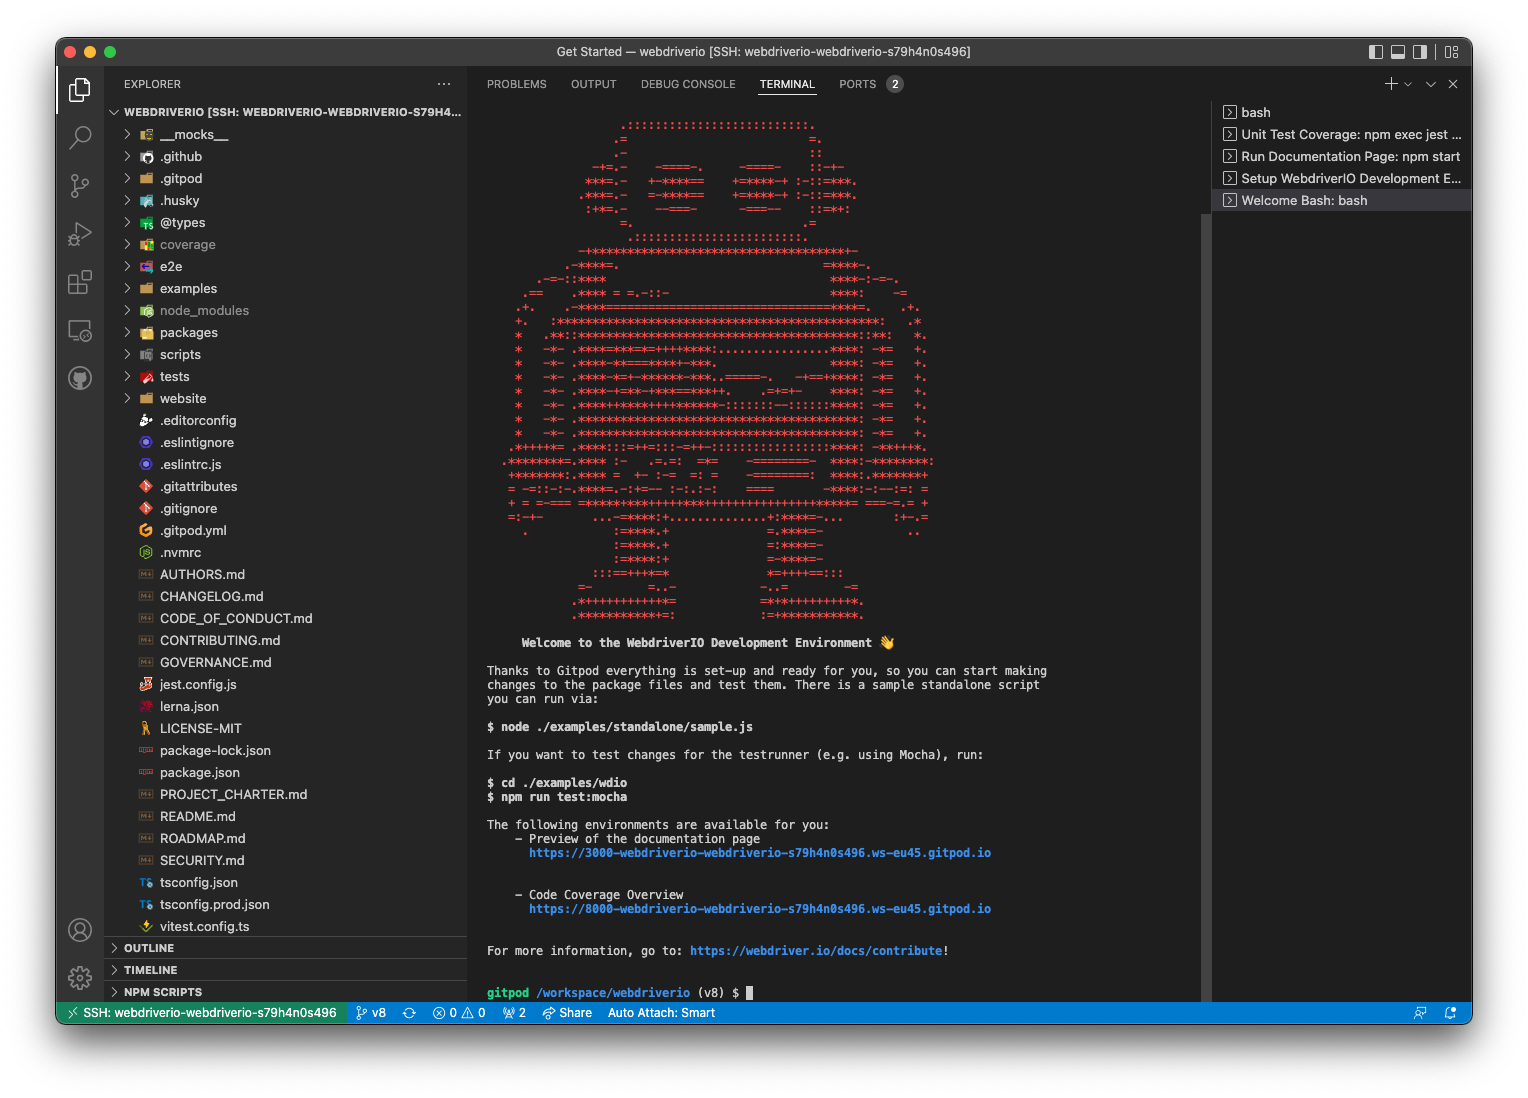 Get Started — webdriverio [SSH: webdriverio-webdriverio-s79h4n0s496]
EXPLORER
WEBDRIVERIO [SSH: WEBDRIVERIO-WEBDRIVERIO-S79H4...
__mocks__
.github
.gitpod
.husky
@types
coverage
e2e
examples
node_modules
packages
scripts
tests
website
.editorconfig
.eslintignore
.eslintrc.js
.gitattributes
.gitignore
.gitpod.yml
.nvmrc
AUTHORS.md
CHANGELOG.md
CODE_OF_CONDUCT.md
CONTRIBUTING.md
GOVERNANCE.md
jest.config.js
lerna.json
LICENSE-MIT
package-lock.json
package.json
PROJECT_CHARTER.md
README.md
ROADMAP.md
SECURITY.md
tsconfig.json
tsconfig.prod.json
vitest.config.ts
OUTLINE
TIMELINE
NPM SCRIPTS
PROBLEMS OUTPUT DEBUG CONSOLE TERMINAL PORTS 2
Welcome to the WebdriverIO Development Environment 👋
Thanks to Gitpod everything is set-up and ready for you, so you can start making
changes to the package files and test them. There is a sample standalone script
you can run via:
$ node ./examples/standalone/sample.js
If you want to test changes for the testrunner (e.g. using Mocha), run:
$ cd ./examples/wdio
$ npm run test:mocha
The following environments are available for you:
– Preview of the documentation page
https://3000-webdriverio-webdriverio-s79h4n0s496.ws-eu45.gitpod.io
– Code Coverage Overview
https://8000-webdriverio-webdriverio-s79h4n0s496.ws-eu45.gitpod.io
For more information, go to: https://webdriver.io/docs/contribute!
gitpod /workspace/webdriverio (v8) $
bash
Unit Test Coverage: npm exec jest ...
Run Documentation Page: npm start
Setup WebdriverIO Development E...
Welcome Bash: bash
SSH: webdriverio-webdriverio-s79h4n0s496 v8 0 0 2 Share Auto Attach: Smart